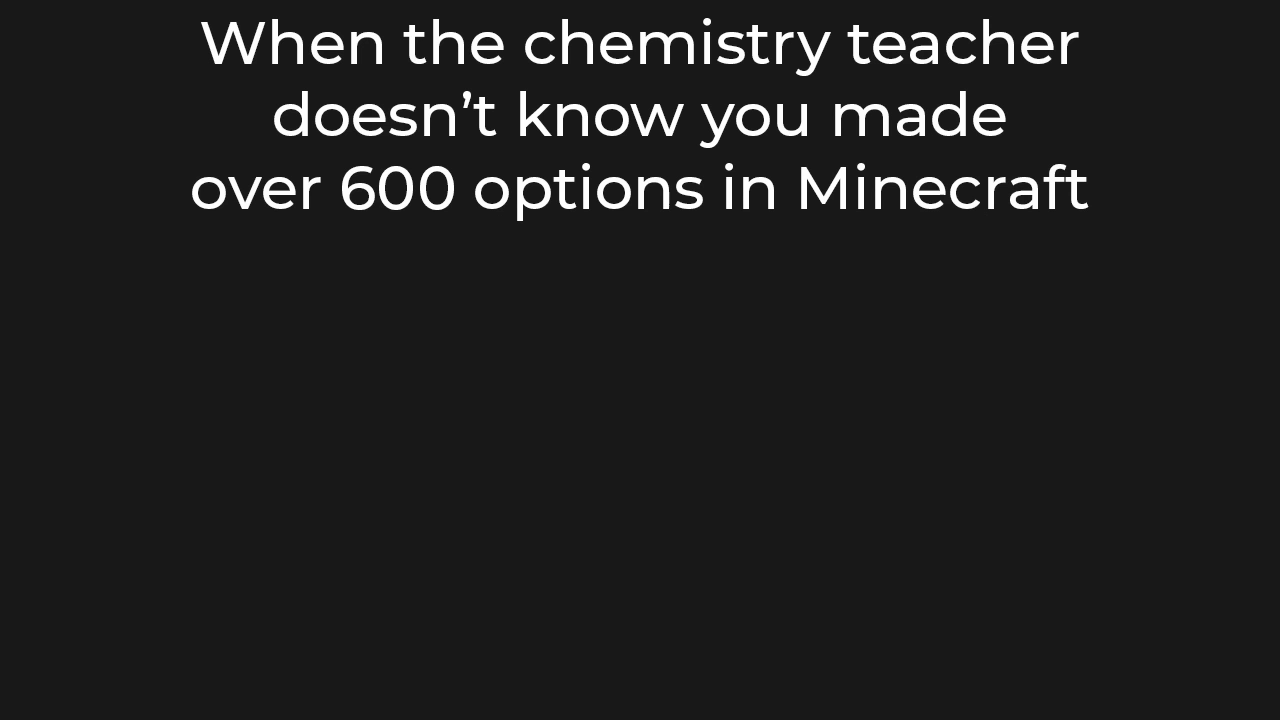 When the chemistry teacher
doesn’t know you made
over 600 options in Minecraft